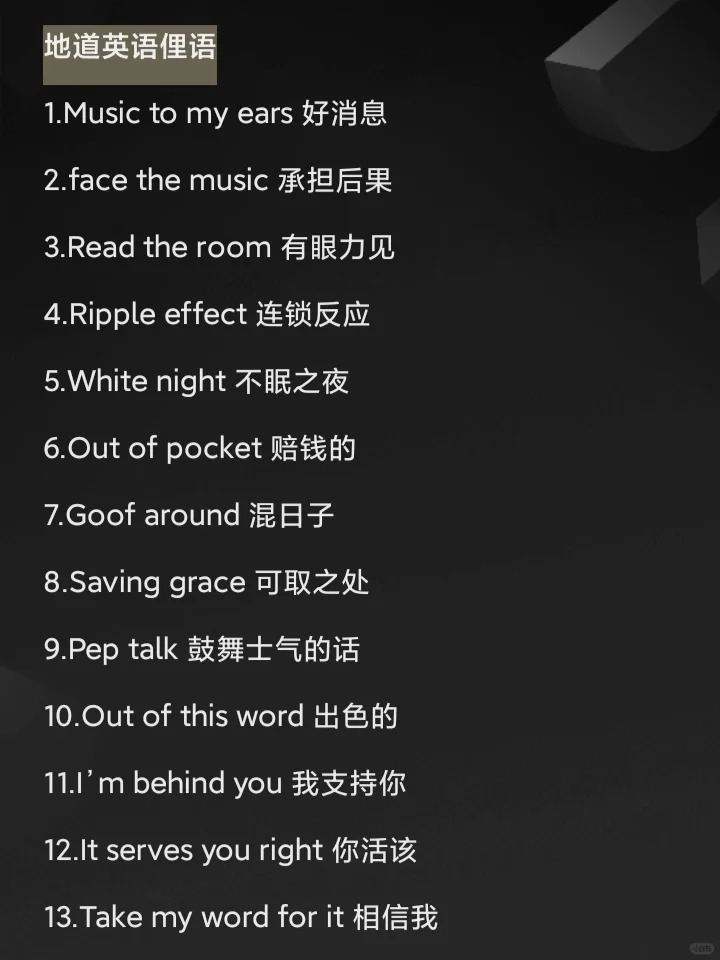 地道英语俚语
1.Music to my ears 好消息
2.face the music 承担后果
3.Read the room 有眼力见
4.Ripple effect 连锁反应
5.White night 不眠之夜
6.Out of pocket 赔钱的
7.Goof around 混日子
8.Saving grace 可取之处
9.Pep talk 鼓舞士气的话
10.Out of this word 出色的
11.I’m behind you 我支持你
12.It serves you right 你活该
13.Take my word for it 相信我